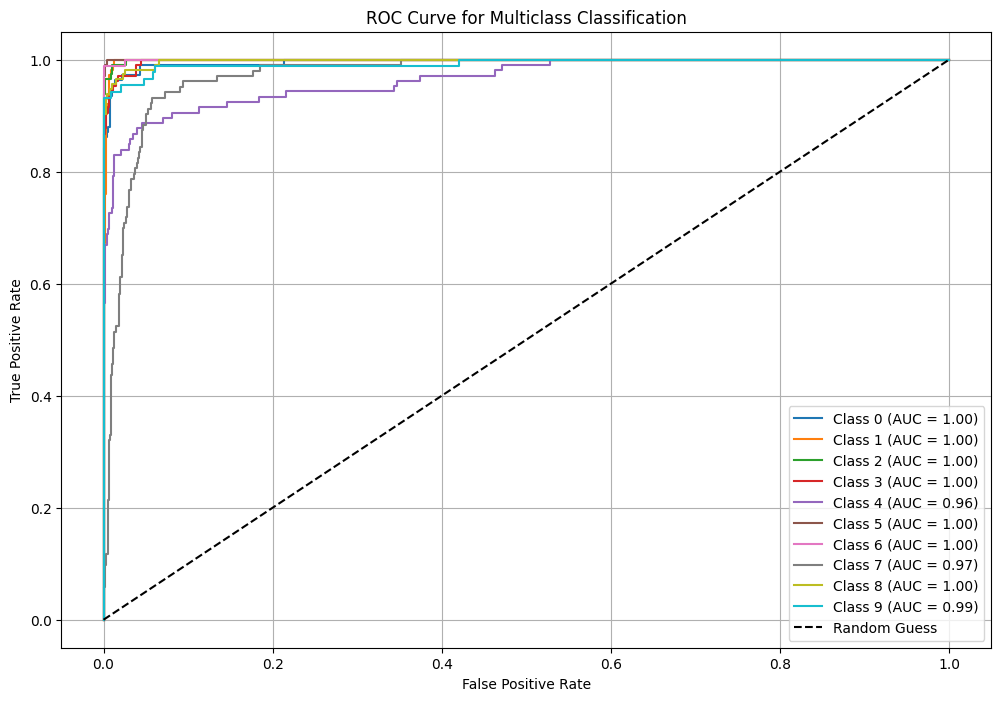 ROC Curve for Multiclass Classification
True Positive Rate
1.0
0.8
0.6
0.4
0.2
0.0
0.0 0.2 0.4 0.6 0.8 1.0
False Positive Rate
Class 0 (AUC = 1.00)
Class 1 (AUC = 1.00)
Class 2 (AUC = 1.00)
Class 3 (AUC = 1.00)
Class 4 (AUC = 0.96)
Class 5 (AUC = 1.00)
Class 6 (AUC = 1.00)
Class 7 (AUC = 0.97)
Class 8 (AUC = 1.00)
Class 9 (AUC = 0.99)
Random Guess